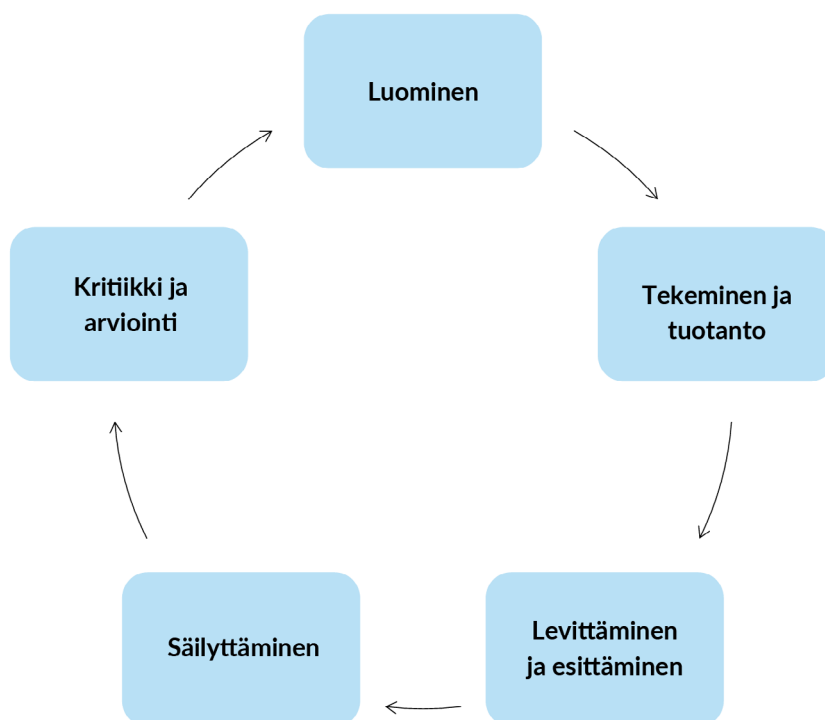 Luominen
Tekeminen ja
tuotanto
Levittäminen
ja esittäminen
Säilyttäminen
Kritiikki ja
arviointi